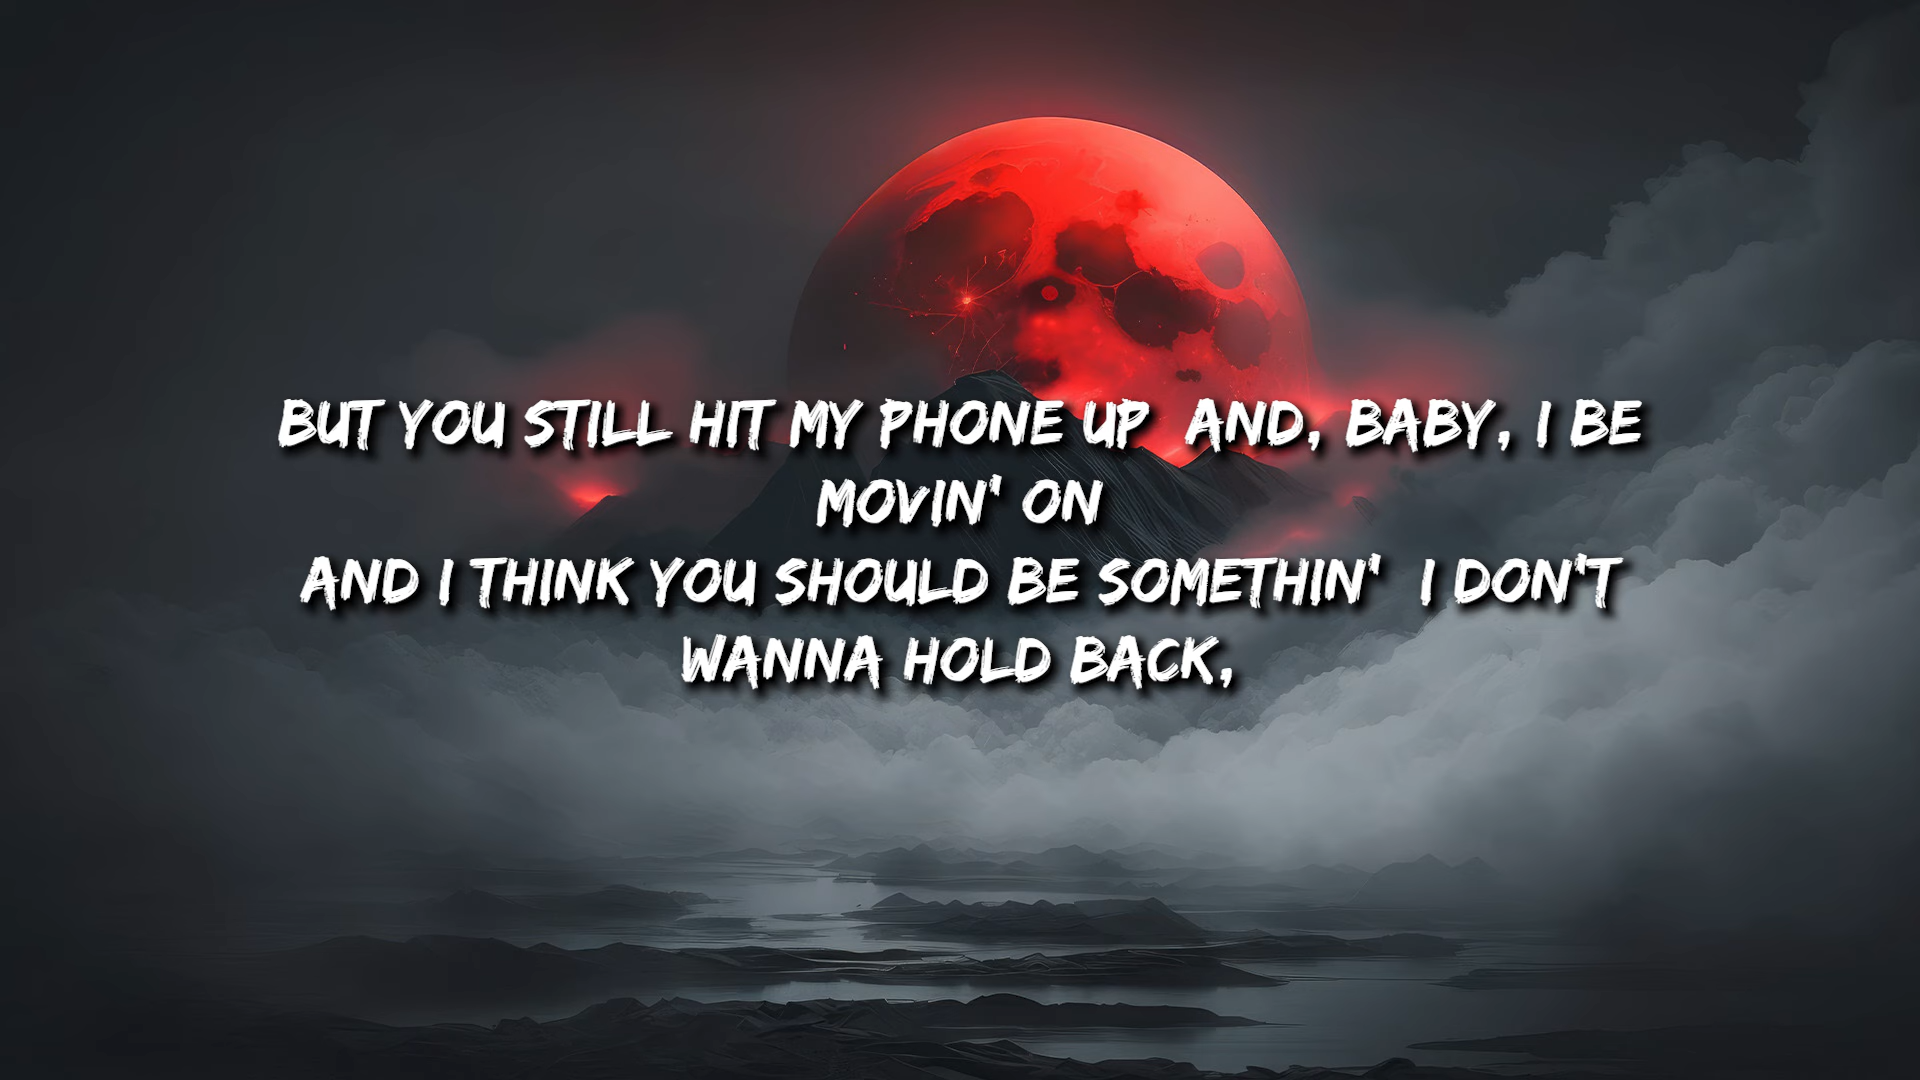 BUT YOU STILL HIT MY PHONE UP  AND, BABY, I BE
MOVIN' ON
AND I THINK YOU SHOULD BE SOMETHIN'  I DON'T
WANNA HOLD BACK,